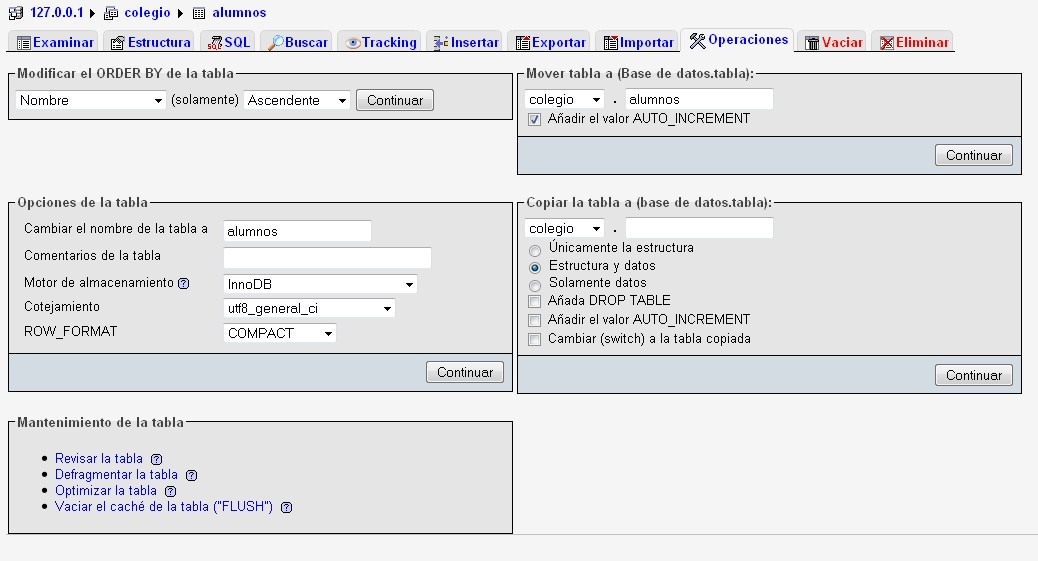 127.0.0.1 ▸ colegio ▸ alumnos
Examinar Estructura SQL Buscar Tracking Insertar Exportar Importar Operaciones Vaciar Eliminar
Modificar el ORDER BY de la tabla
Nombre (solamente) Ascendente Continuar
Mover tabla a (Base de datos.tabla):
colegio . alumnos
Añadir el valor AUTO_INCREMENT
Continuar
Opciones de la tabla
Cambiar el nombre de la tabla a alumnos
Comentarios de la tabla
Motor de almacenamiento InnoDB
Cotejamiento utf8_general_ci
ROW_FORMAT COMPACT
Continuar
Copiar la tabla a (base de datos.tabla):
colegio .
Únicamente la estructura
Estructura y datos
Solamente datos
Añada DROP TABLE
Añadir el valor AUTO_INCREMENT
Cambiar (switch) a la tabla copiada
Continuar
Mantenimiento de la tabla
Revisar la tabla
Defragmentar la tabla
Optimizar la tabla
Vaciar el caché de la tabla ("FLUSH")